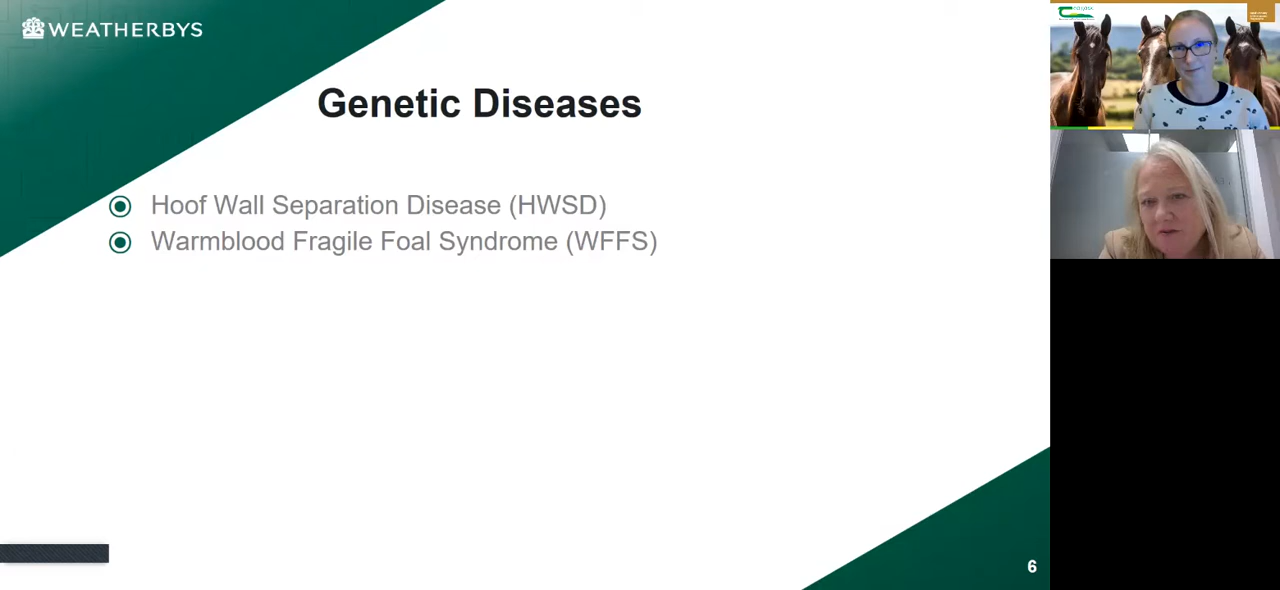 WEATHERBYS
Genetic Diseases
Hoof Wall Separation Disease (HWSD)
Warmblood Fragile Foal Syndrome (WFFS)
6